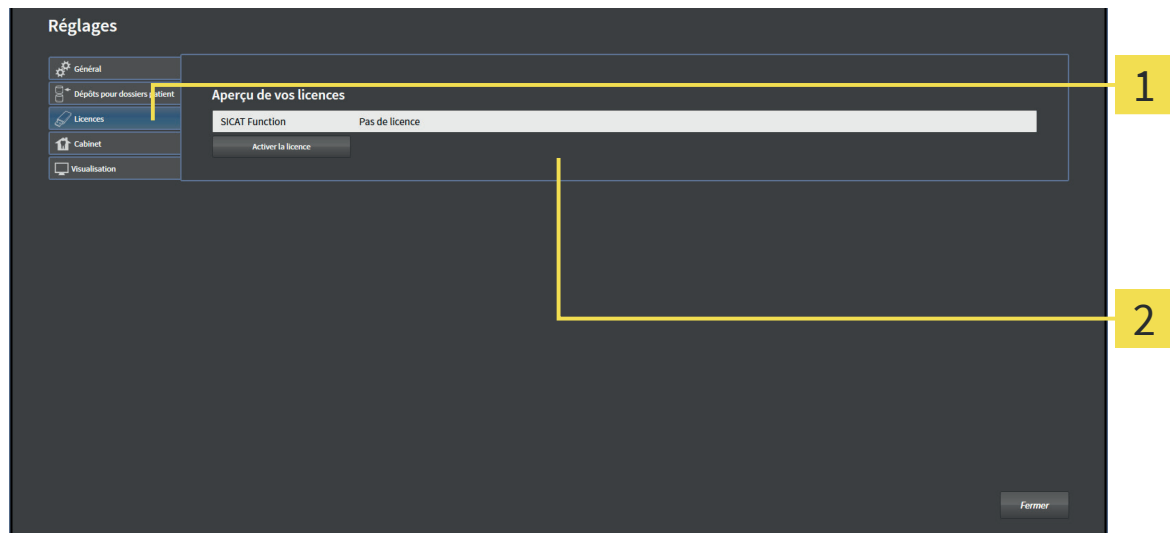 Réglages
Général
Dépôts pour dossiers patient
Licences
Cabinet
Visualisation
Aperçu de vos licences
SICAT Function Pas de licence
Activer la licence
1
2
Fermer